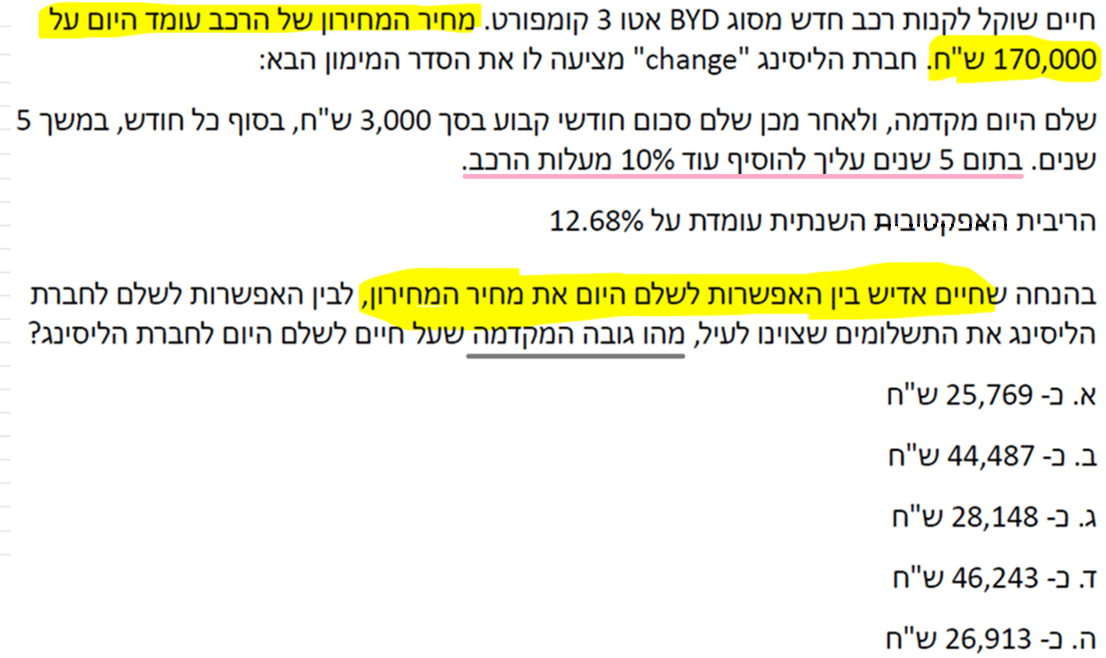 חיים שוקל לקנות רכב חדש מסוג BYD אטו 3 קומפורט. מחיר המחירון של הרכב עומד היום על
170,000 ש"ח. חברת הליסינג "change" מציעה לו את הסדר המימון הבא:
שלם היום מקדמה, ולאחר מכן שלם סכום חודשי קבוע בסך 3,000 ש"ח, בסוף כל חודש, במשך 5
שנים. בתום 5 שנים עליך להוסיף עוד 10% מעלות הרכב.
הריבית האפקטיבית השנתית עומדת על 12.68%
בהנחה שחיים אדיש בין האפשרות לשלם היום את מחיר המחירון, לבין האפשרות לשלם לחברת
הליסינג את התשלומים שצוינו לעיל, מהו גובה המקדמה שעל חיים לשלם היום לחברת הליסינג?
א. כ- 25,769 ש"ח
ב. כ- 44,487 ש"ח
ג. כ- 28,148 ש"ח
ד. כ- 46,243 ש"ח
ה. כ- 26,913 ש"ח